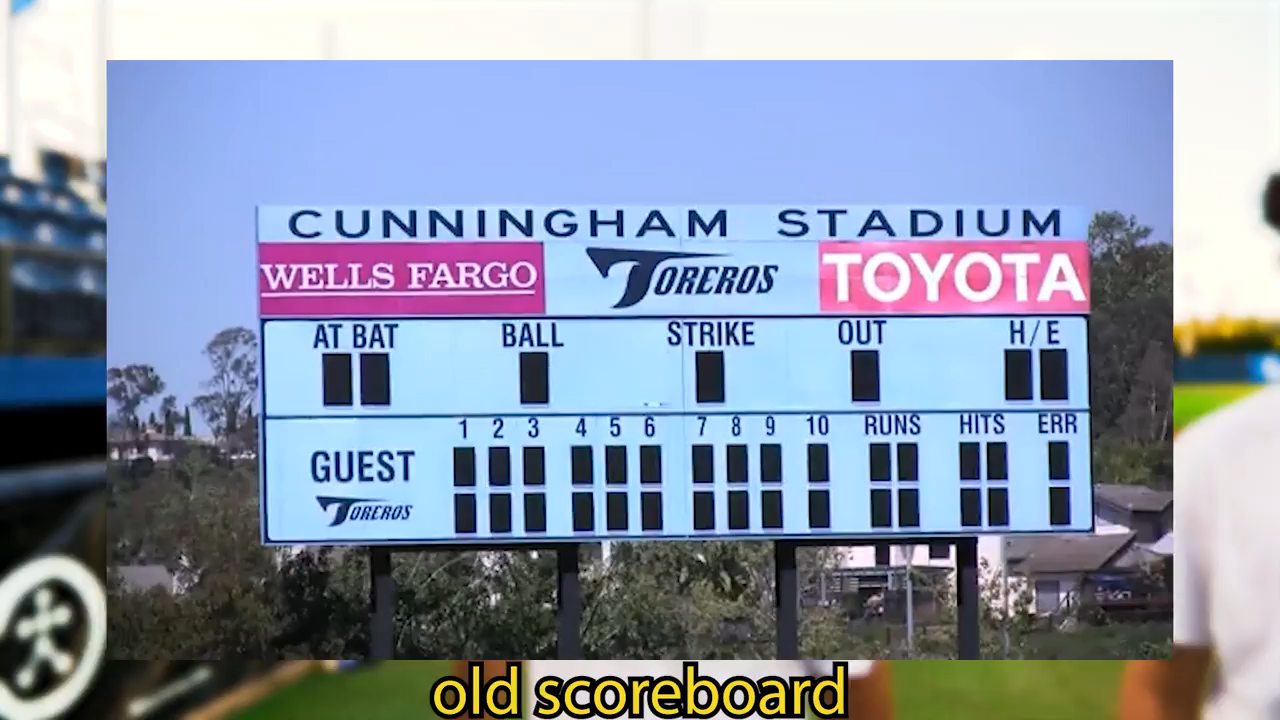 CUNNINGHAM STADIUM
WELLS FARGO TOREROS TOYOTA
AT BAT BALL STRIKE OUT H/E
1 2 3 4 5 6 7 8 9 10 RUNS HITS ERR
GUEST
TOREROS
old scoreboard